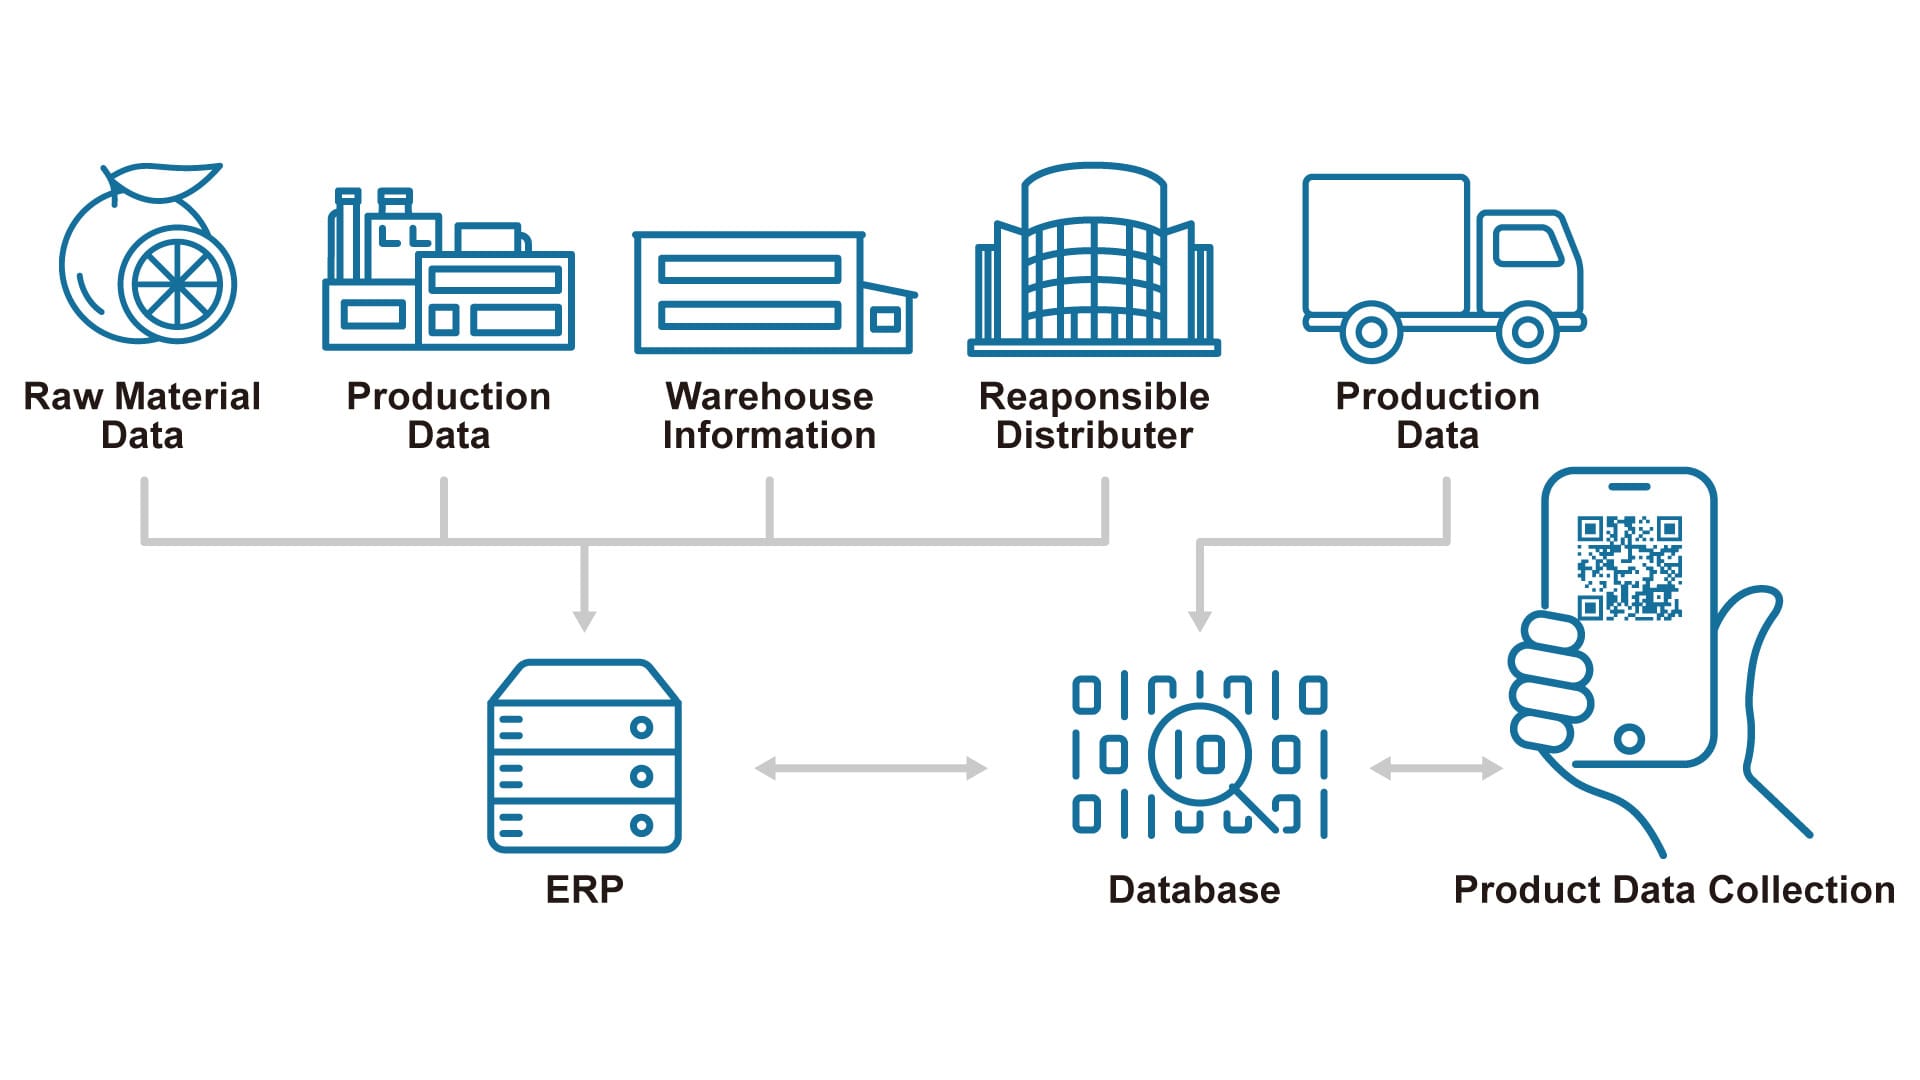 Raw Material
Data
Production
Data
Warehouse
Information
Reaponsible
Distributer
Production
Data
ERP
Database
Product Data Collection